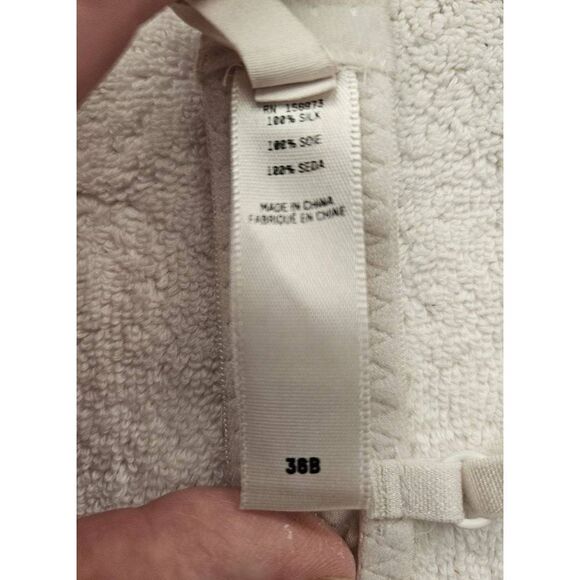 RN 158973
100% SILK
100% SOIE
100% SEDA
MADE IN CHINA
FABRIQUÉ EN CHINE
36B